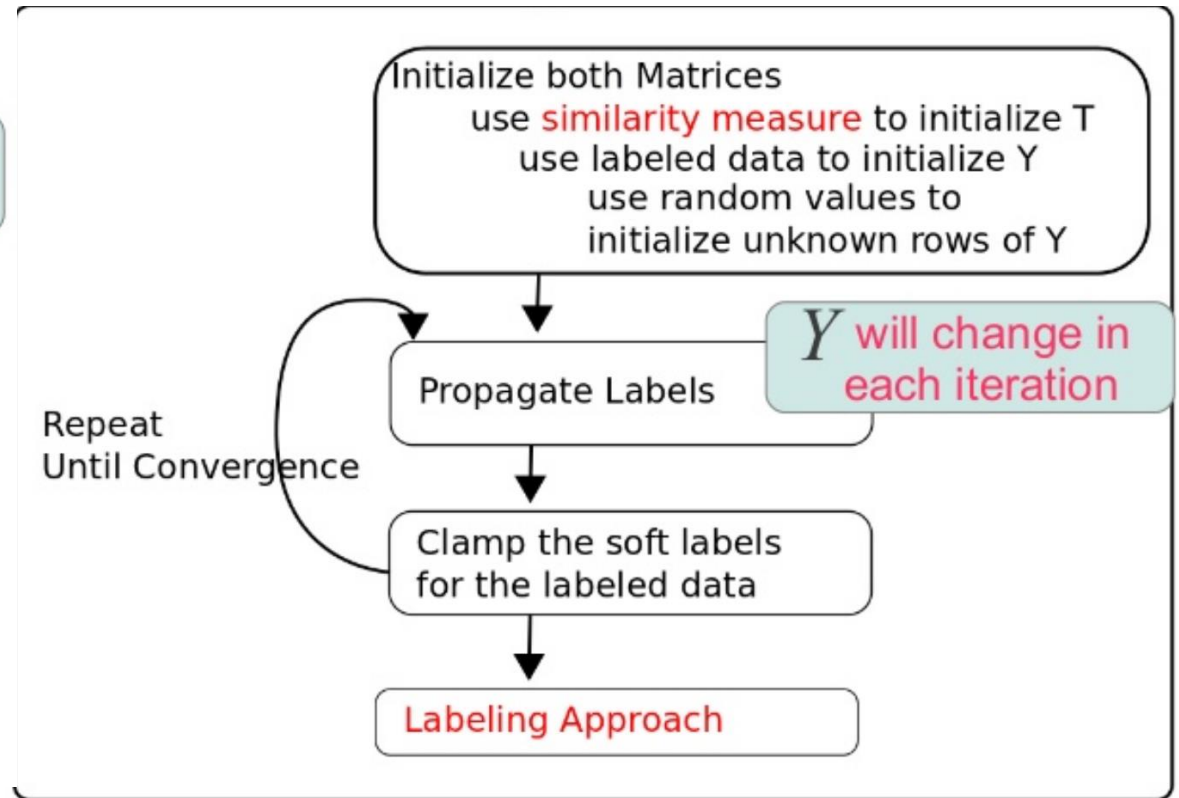 Initialize both Matrices
use similarity measure to initialize T
use labeled data to initialize Y
use random values to
initialize unknown rows of Y
Y will change in
each iteration
Propagate Labels
Repeat
Until Convergence
Clamp the soft labels
for the labeled data
Labeling Approach